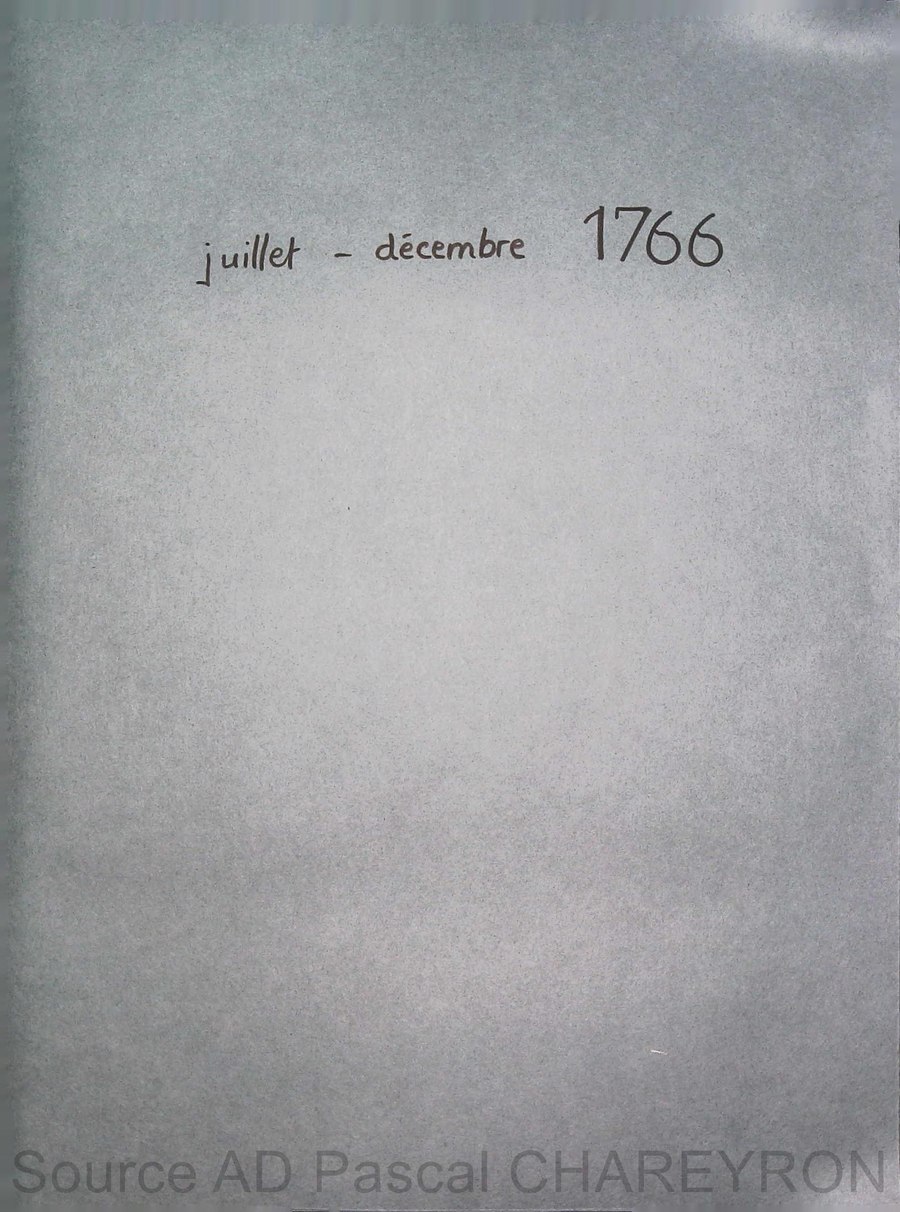 juillet - décembre 1766
Source AD Pascal CHAREYRON